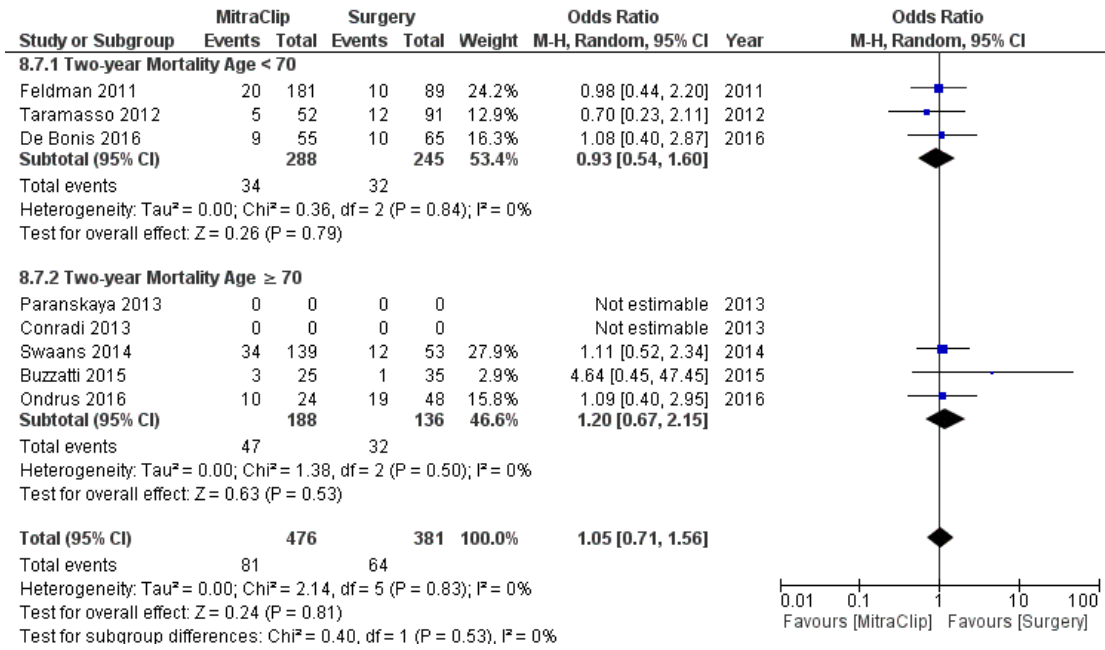 MitraClip Surgery Odds Ratio Odds Ratio
Study or Subgroup Events Total Events Total Weight M-H, Random, 95% CI Year M-H, Random, 95% CI
8.7.1 Two-year Mortality Age < 70
Feldman 2011 20 181 10 89 24.2% 0.98 [0.44, 2.20] 2011
Taramasso 2012 5 52 12 91 12.9% 0.70 [0.23, 2.11] 2012
De Bonis 2016 9 55 10 65 16.3% 1.08 [0.40, 2.87] 2016
Subtotal (95% CI) 288 245 53.4% 0.93 [0.54, 1.60]
Total events 34 32
Heterogeneity: Tau² = 0.00; Chi² = 0.36, df = 2 (P = 0.84); I² = 0%
Test for overall effect: Z = 0.26 (P = 0.79)
8.7.2 Two-year Mortality Age ≥ 70
Paranskaya 2013 0 0 0 0 Not estimable 2013
Conradi 2013 0 0 0 0 Not estimable 2013
Swaans 2014 34 139 12 53 27.9% 1.11 [0.52, 2.34] 2014
Buzzatti 2015 3 25 1 35 2.9% 4.64 [0.45, 47.45] 2015
Ondrus 2016 10 24 19 48 15.8% 1.09 [0.40, 2.95] 2016
Subtotal (95% CI) 188 136 46.6% 1.20 [0.67, 2.15]
Total events 47 32
Heterogeneity: Tau² = 0.00; Chi² = 1.38, df = 2 (P = 0.50); I² = 0%
Test for overall effect: Z = 0.63 (P = 0.53)
Total (95% CI) 476 381 100.0% 1.05 [0.71, 1.56]
Total events 81 64
Heterogeneity: Tau² = 0.00; Chi² = 2.14, df = 5 (P = 0.83); I² = 0%
Test for overall effect: Z = 0.24 (P = 0.81)
Test for subgroup differences: Chi² = 0.40, df = 1 (P = 0.53), I² = 0%
0.01 0.1 1 10 100
Favours [MitraClip] Favours [Surgery]